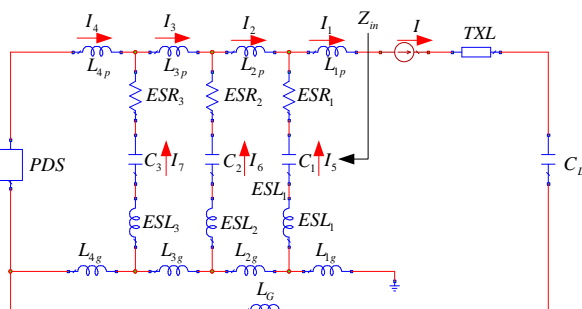 I4 I3 I2 I1 Zin I TXL
L4p L3p L2p L1p
ESR3 ESR2 ESR1
PDS C3 I7 C2 I6 C1 I5 CL
ESL1
ESL3 ESL2 ESL1
L4g L3g L2g L1g
LG